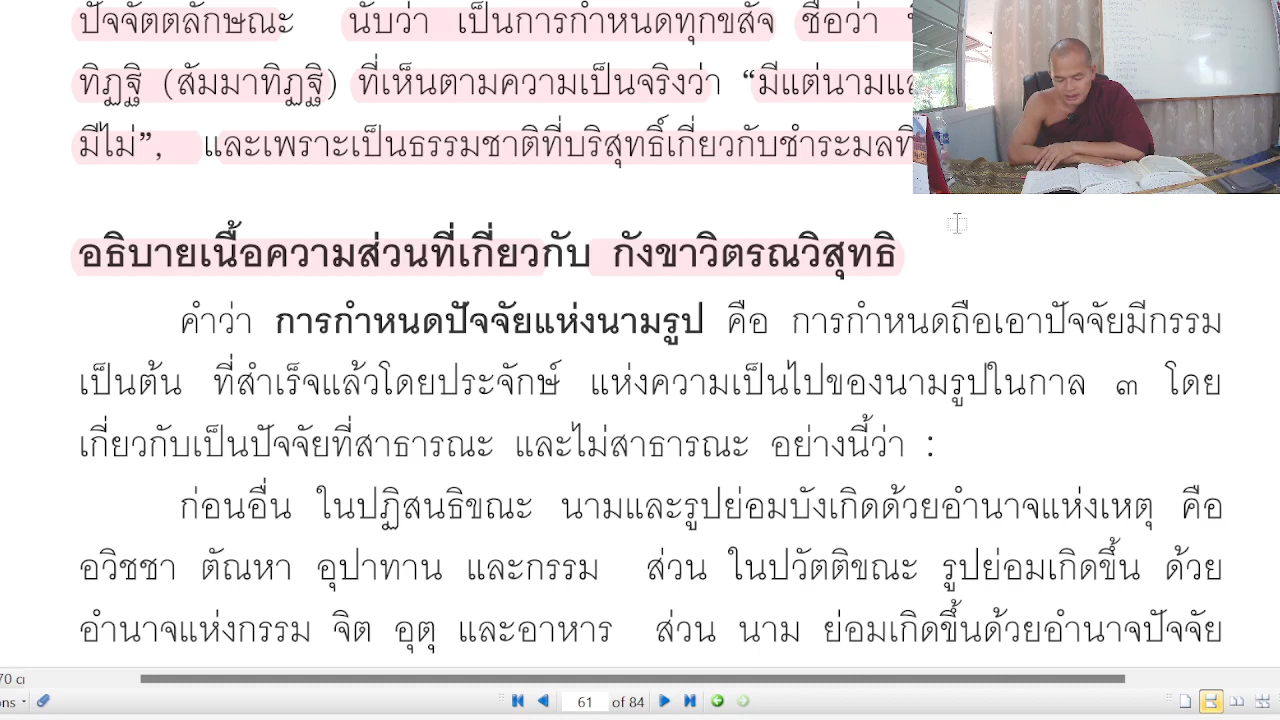 ปัจจัตตลักษณะ นับว่า เป็นการกำหนดทุกขสัจ ชื่อว่า
ทิฏฐิ (สัมมาทิฏฐิ) ที่เห็นตามความเป็นจริงว่า “มีแต่นามแล
มีไม่”, และเพราะเป็นธรรมชาติที่บริสุทธิ์เกี่ยวกับชำระมลทิ
อธิบายเนื้อความส่วนที่เกี่ยวกับ กังขาวิตรณวิสุทธิ
คำว่า การกำหนดปัจจัยแห่งนามรูป คือ การกำหนดถือเอาปัจจัยมีกรรม
เป็นต้น ที่สำเร็จแล้วโดยประจักษ์ แห่งความเป็นไปของนามรูปในกาล ๓ โดย
เกี่ยวกับเป็นปัจจัยที่สาธารณะ และไม่สาธารณะ อย่างนี้ว่า :
ก่อนอื่น ในปฏิสนธิขณะ นามและรูปย่อมบังเกิดด้วยอำนาจแห่งเหตุ คือ
อวิชชา ตัณหา อุปาทาน และกรรม ส่วน ในปวัตติขณะ รูปย่อมเกิดขึ้น ด้วย
อำนาจแห่งกรรม จิต อุตุ และอาหาร ส่วน นาม ย่อมเกิดขึ้นด้วยอำนาจปัจจัย
61 of 84